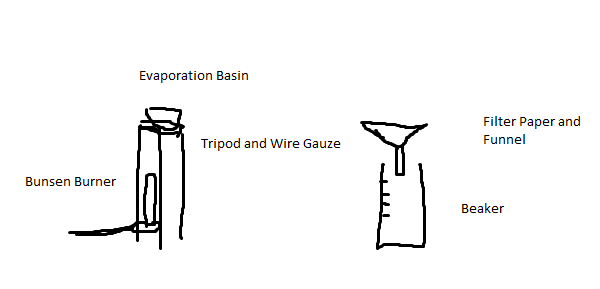 Evaporation Basin
Tripod and Wire Gauze
Bunsen Burner
Filter Paper and
Funnel
Beaker